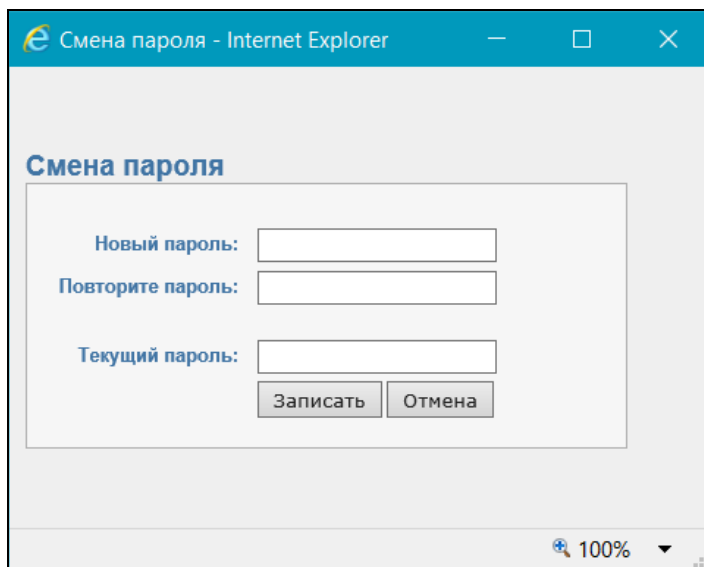 Смена пароля - Internet Explorer
Смена пароля
Новый пароль:
Повторите пароль:
Текущий пароль:
Записать Отмена
100%